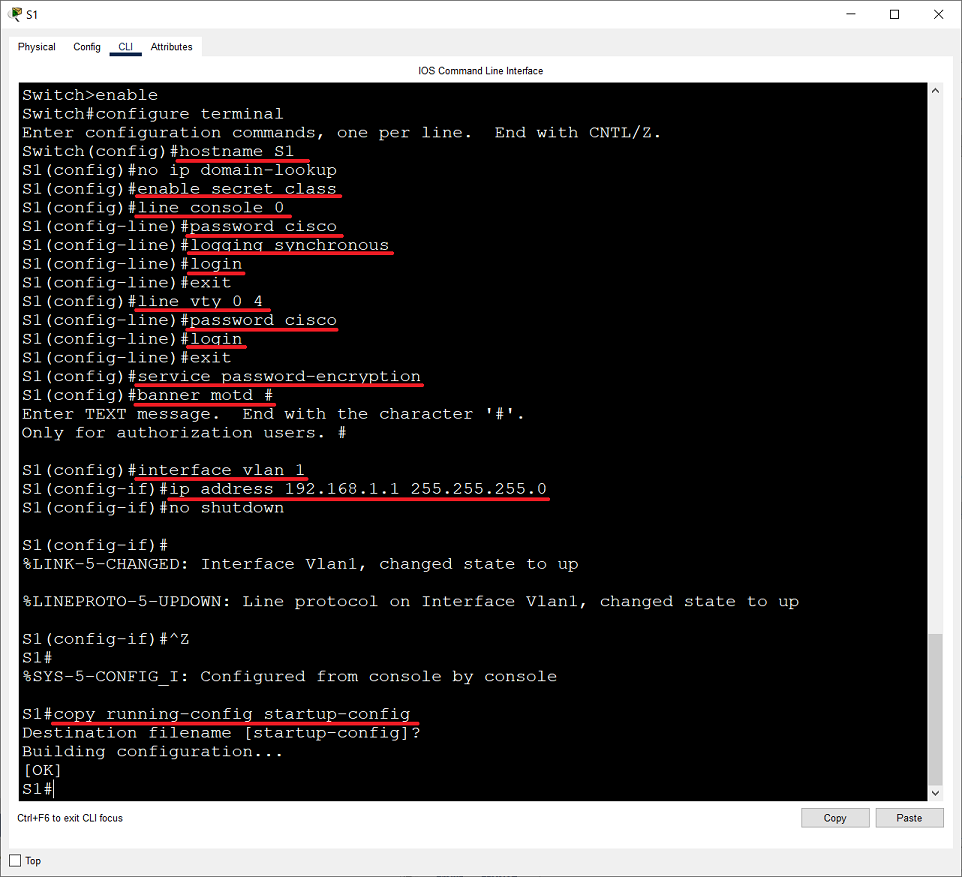 S1
Physical Config CLI Attributes
IOS Command Line Interface
Switch>enable
Switch#configure terminal
Enter configuration commands, one per line.  End with CNTL/Z.
Switch(config)#hostname S1
S1(config)#no ip domain-lookup
S1(config)#enable secret class
S1(config)#line console 0
S1(config-line)#password cisco
S1(config-line)#logging synchronous
S1(config-line)#login
S1(config-line)#exit
S1(config)#line vty 0 4
S1(config-line)#password cisco
S1(config-line)#login
S1(config-line)#exit
S1(config)#service password-encryption
S1(config)#banner motd #
Enter TEXT message.  End with the character '#'.
Only for authorization users. #
S1(config)#interface vlan 1
S1(config-if)#ip address 192.168.1.1 255.255.255.0
S1(config-if)#no shutdown
S1(config-if)#
%LINK-5-CHANGED: Interface Vlan1, changed state to up
%LINEPROTO-5-UPDOWN: Line protocol on Interface Vlan1, changed state to up
S1(config-if)#^Z
S1#
%SYS-5-CONFIG_I: Configured from console by console
S1#copy running-config startup-config
Destination filename [startup-config]?
Building configuration...
[OK]
S1#
Ctrl+F6 to exit CLI focus
Copy Paste
Top